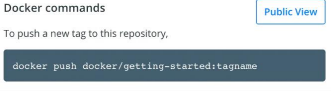 Docker commands
Public View
To push a new tag to this repository,
docker push docker/getting-started:tagname